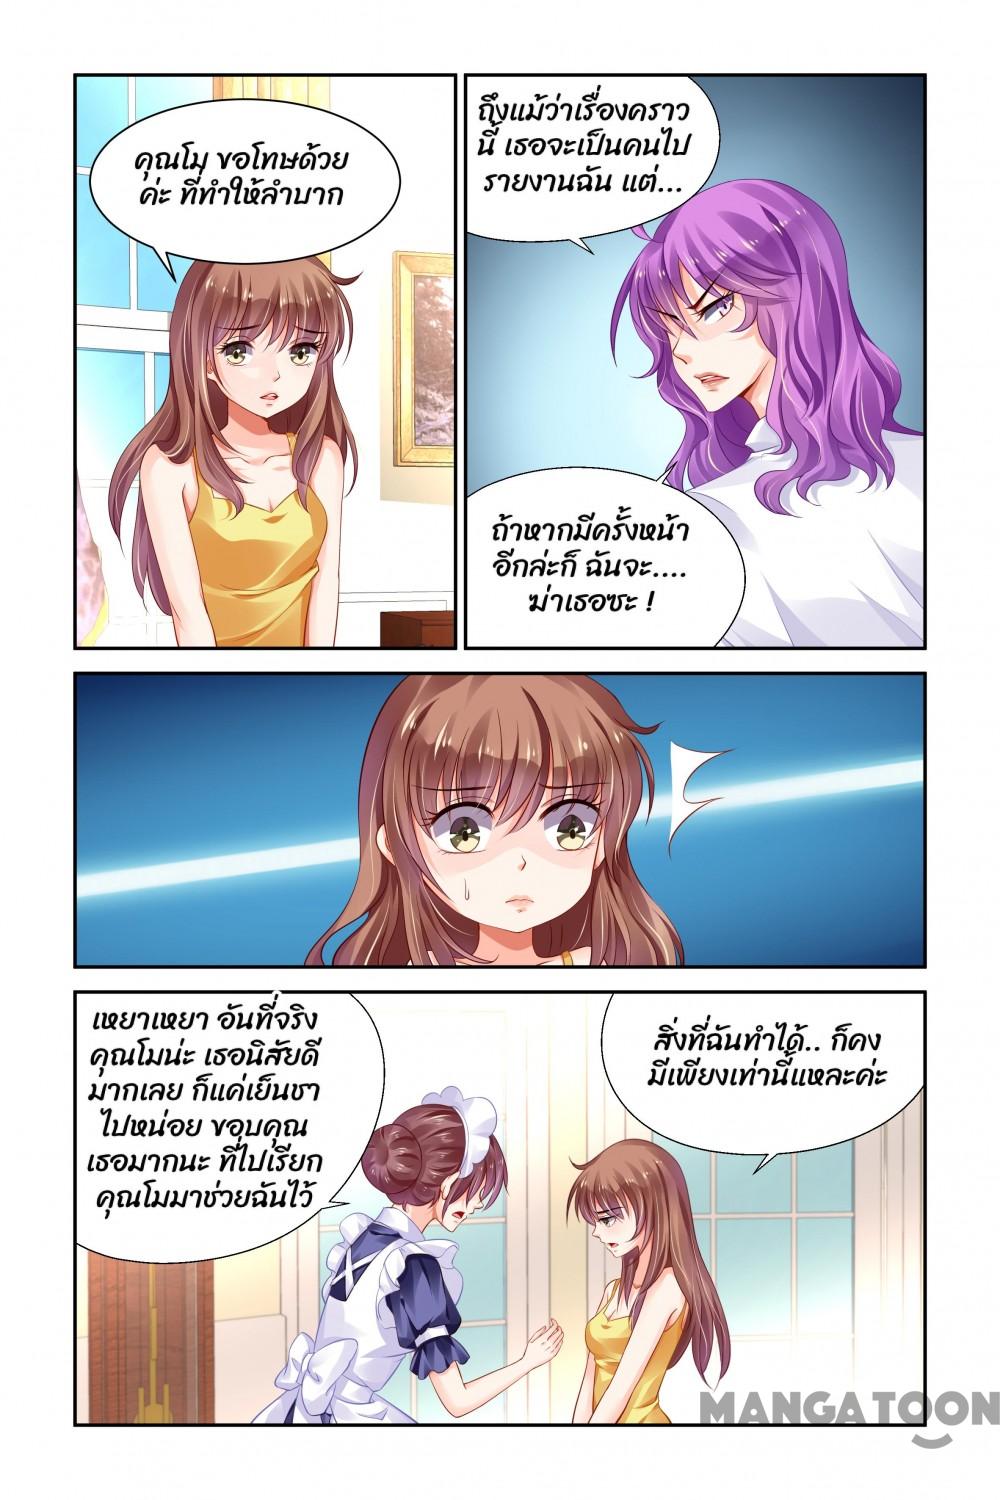 คุณโม ขอโทษด้วย
ค่ะ ที่ทำให้ลำบาก
ถึงแม้ว่าเรื่องคราว
นี้ เธอจะเป็นคนไป
รายงานฉัน แต่...
ถ้าหากมีครั้งหน้า
อีกล่ะก็ ฉันจะ....
ฆ่าเธอซะ !
เหยาเหยา อันที่จริง
คุณโมน่ะ เธอนิสัยดี
มากเลย ก็แค่เย็นชา
ไปหน่อย ขอบคุณ
เธอมากนะ ที่ไปเรียก
คุณโมมาช่วยฉันไว้
สิ่งที่ฉันทำได้.. ก็คง
มีเพียงเท่านี้แหละค่ะ
MANGATOON